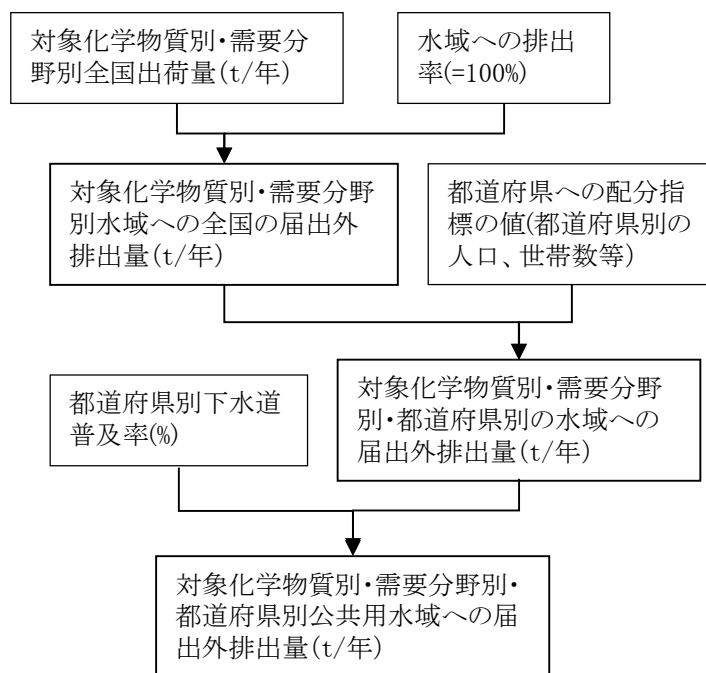 対象化学物質別・需要分
野別全国出荷量(t/年)
水域への排出
率(=100%)
対象化学物質別・需要分野
別水域への全国の届出外
排出量(t/年)
都道府県への配分指
標の値(都道府県別の
人口、世帯数等)
都道府県別下水道
普及率(%)
対象化学物質別・需要分野
別・都道府県別の水域への
届出外排出量(t/年)
対象化学物質別・需要分野別・
都道府県別公共用水域への届
出外排出量(t/年)